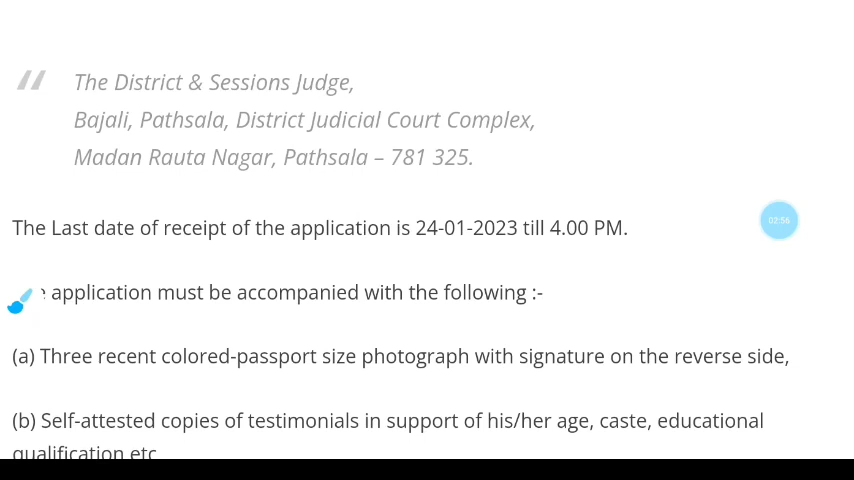 “
The District & Sessions Judge,
Bajali, Pathsala, District Judicial Court Complex,
Madan Rauta Nagar, Pathsala – 781 325.
The Last date of receipt of the application is 24-01-2023 till 4.00 PM.
02:56
application must be accompanied with the following :-
(a) Three recent colored-passport size photograph with signature on the reverse side,
(b) Self-attested copies of testimonials in support of his/her age, caste, educational
qualification etc